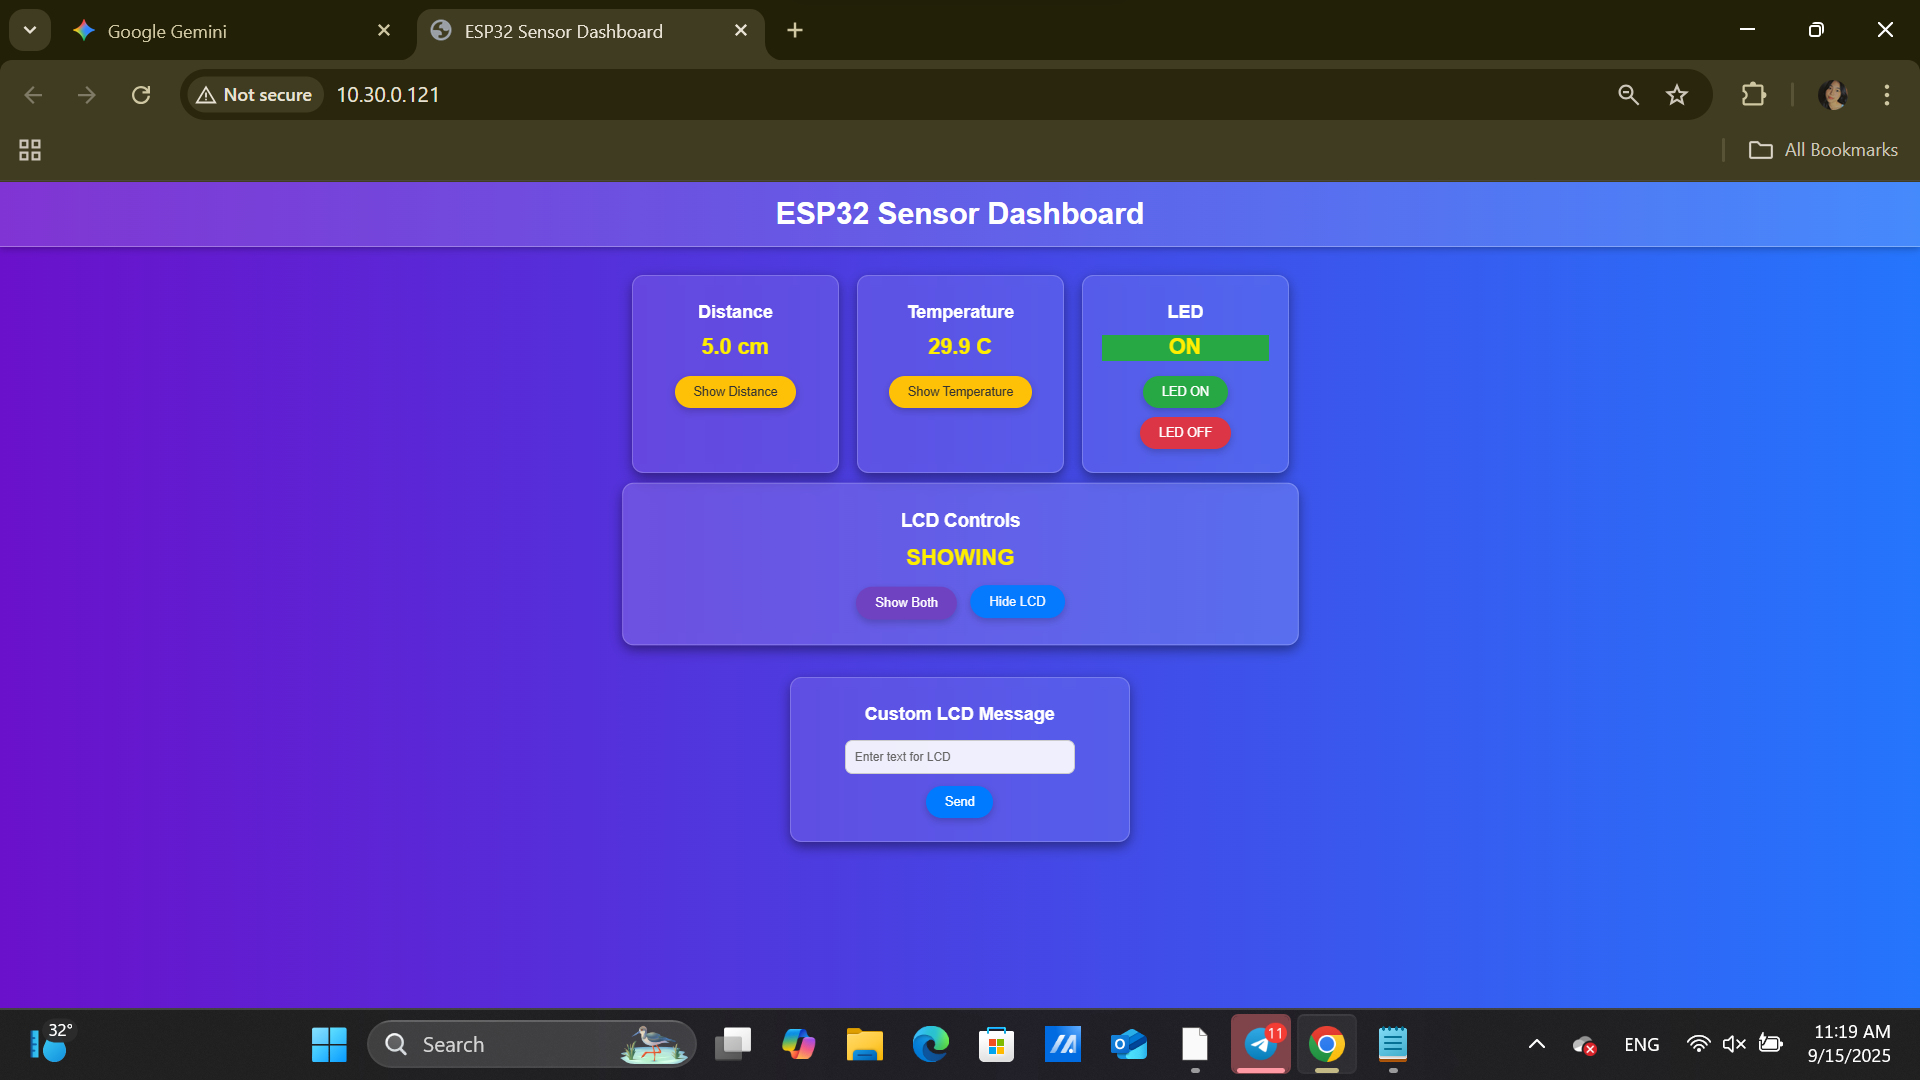 Google Gemini
ESP32 Sensor Dashboard
Not secure
10.30.0.121
All Bookmarks
ESP32 Sensor Dashboard
Distance
5.0 cm
Show Distance
Temperature
29.9 C
Show Temperature
LED
ON
LED ON
LED OFF
LCD Controls
SHOWING
Show Both
Hide LCD
Custom LCD Message
Enter text for LCD
Send
32°
Search
11
ENG
11:19 AM
9/15/2025